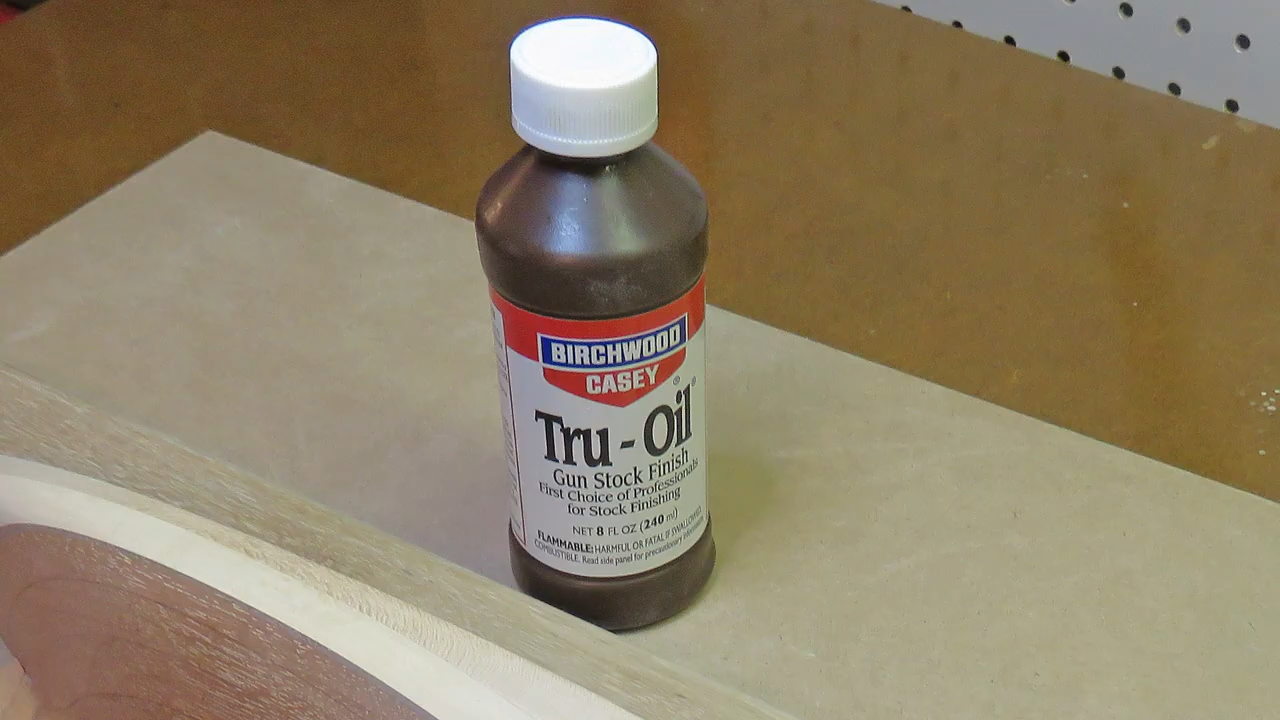 BIRCHWOOD
CASEY
Tru-Oil®
Gun Stock Finish
First Choice of Professionals
for Stock Finishing
NET 8 FL OZ (240 ml)
FLAMMABLE: HARMFUL OR FATAL IF SWALLOWED
COMBUSTIBLE. Read side panel for precautionary information.